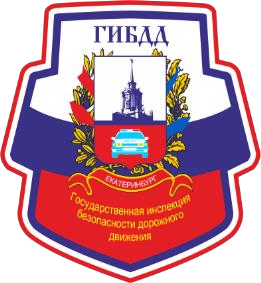 ГИБДД
ЕКАТЕРИНБУРГ
Государственная инспекция
безопасности дорожного
движения